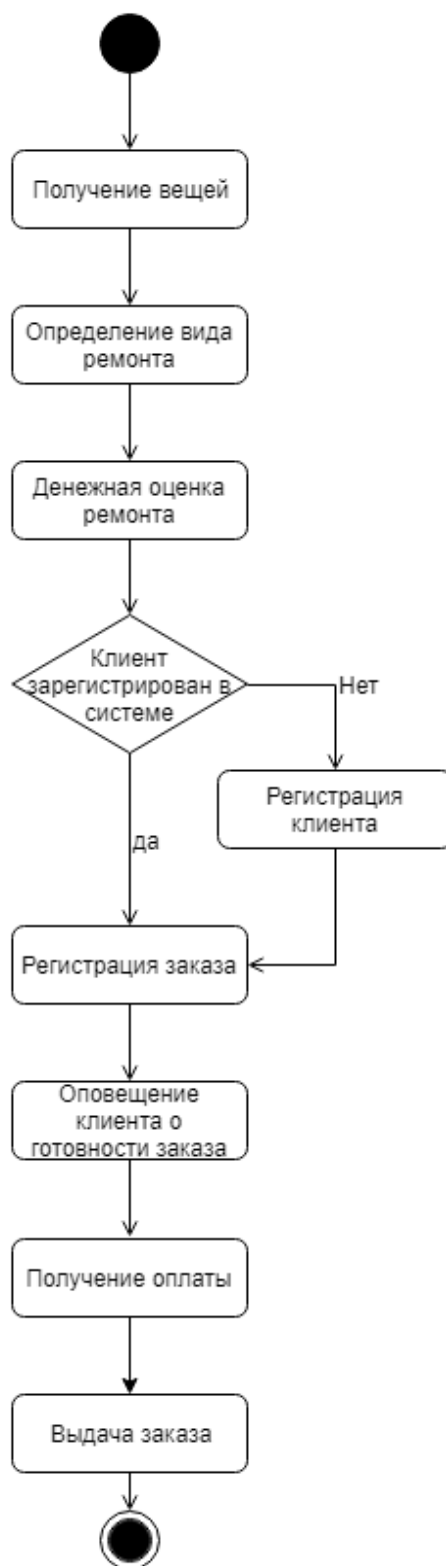 Получение вещей
Определение вида
ремонта
Денежная оценка
ремонта
Клиент
зарегистрирован в
системе
Нет
Регистрация
клиента
да
Регистрация заказа
Оповещение
клиента о
готовности заказа
Получение оплаты
Выдача заказа